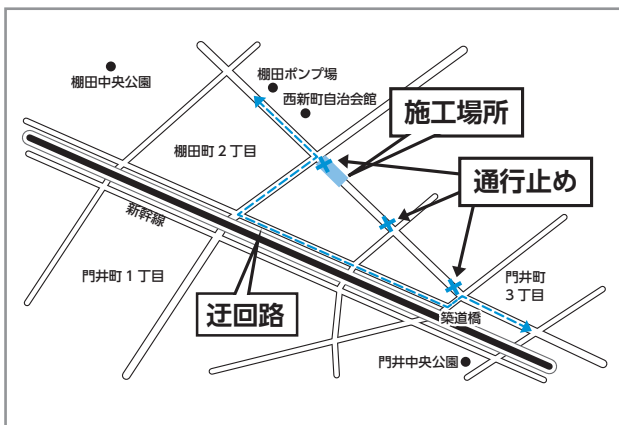 棚田中央公園
棚田ポンプ場
西新町自治会館
施工場所
棚田町2丁目
通行止め
新幹線
門井町1丁目
迂回路
門井町
3丁目
築道橋
門井中央公園